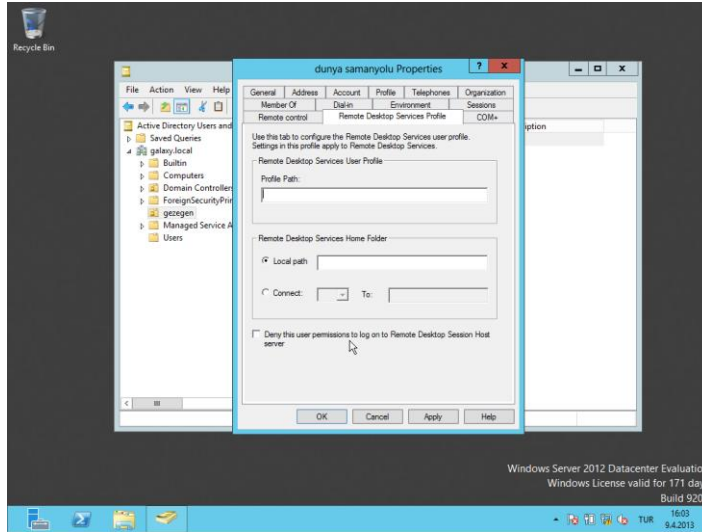 Recycle Bin
dunya samanyolu Properties
? x
File Action View Help
Active Directory Users and
Saved Queries
galaxy.local
Builtin
Computers
Domain Controllers
ForeignSecurityPrin
gezegen
Managed Service A
Users
iption
General Address Account Profile Telephones Organization
Member Of Dial-in Environment Sessions
Remote control Remote Desktop Services Profile COM+
Use this tab to configure the Remote Desktop Services user profile.
Settings in this profile apply to Remote Desktop Services.
Remote Desktop Services User Profile
Profile Path:
Remote Desktop Services Home Folder
Local path
Connect: To:
Deny this user permissions to log on to Remote Desktop Session Host
server
OK Cancel Apply Help
Windows Server 2012 Datacenter Evaluatio
Windows License valid for 171 day
Build 920
TUR
16:03
9.4.2013